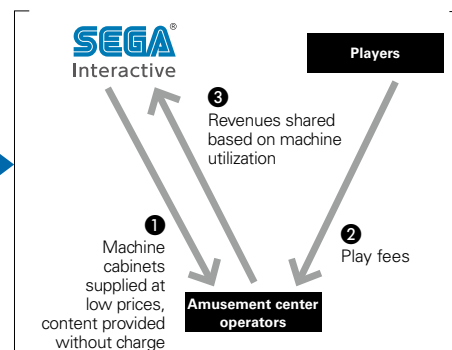 SEGA®
Interactive
Players
❸
Revenues shared
based on machine
utilization
❶
Machine
cabinets
supplied at
low prices,
content provided
without charge
❷
Play fees
Amusement center
operators